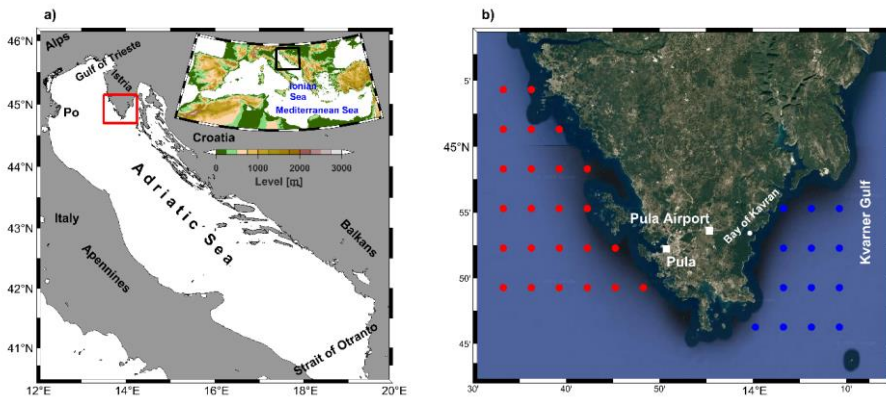 a)
46°N
45°N
44°N
43°N
42°N
41°N
12°E
14°E
16°E
18°E
20°E
Alps
Gulf of Trieste
Istria
Po
Croatia
Adriatic Sea
Italy
Apennines
Balkans
Strait of Otranto
Ionian
Sea
Mediterranean Sea
0 1000 2000 3000
Level [m]
b)
5'
45°N
55'
50'
30'
40'
50'
14°E
10'
Pula Airport
Pula
Bay of Kavran
Kvarner Gulf